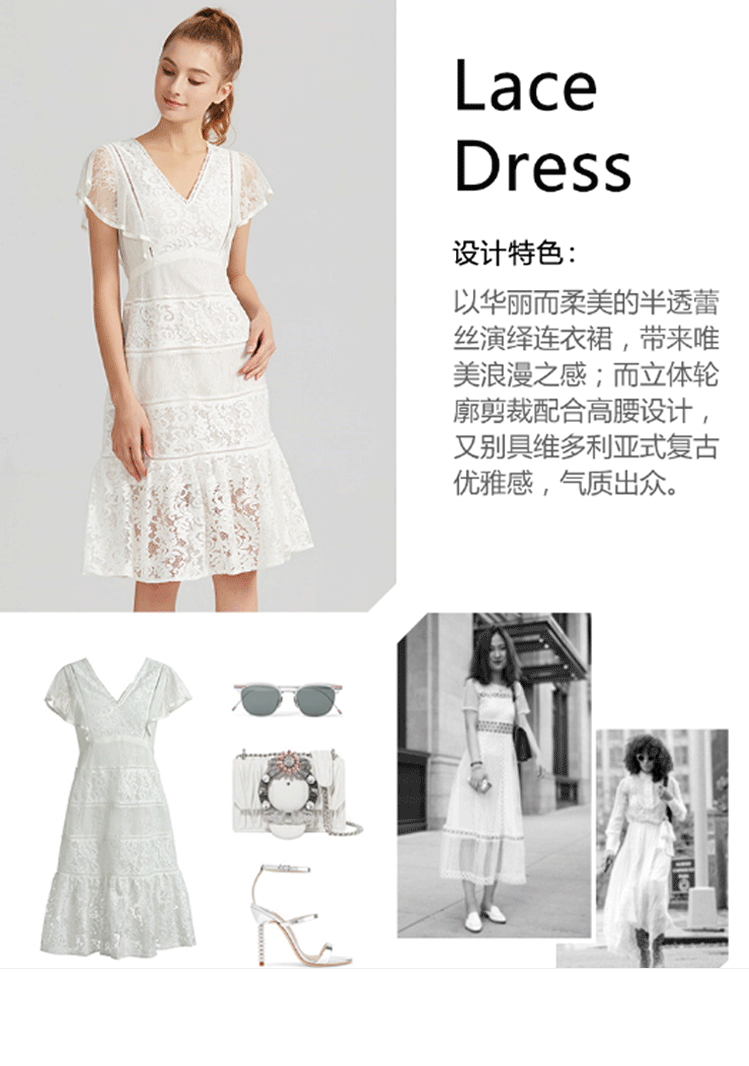 Lace
Dress
设计特色：
以华丽而柔美的半透蕾
丝演绎连衣裙，带来唯
美浪漫之感；而立体轮
廓剪裁配合高腰设计，
又别具维多利亚式复古
优雅感，气质出众。